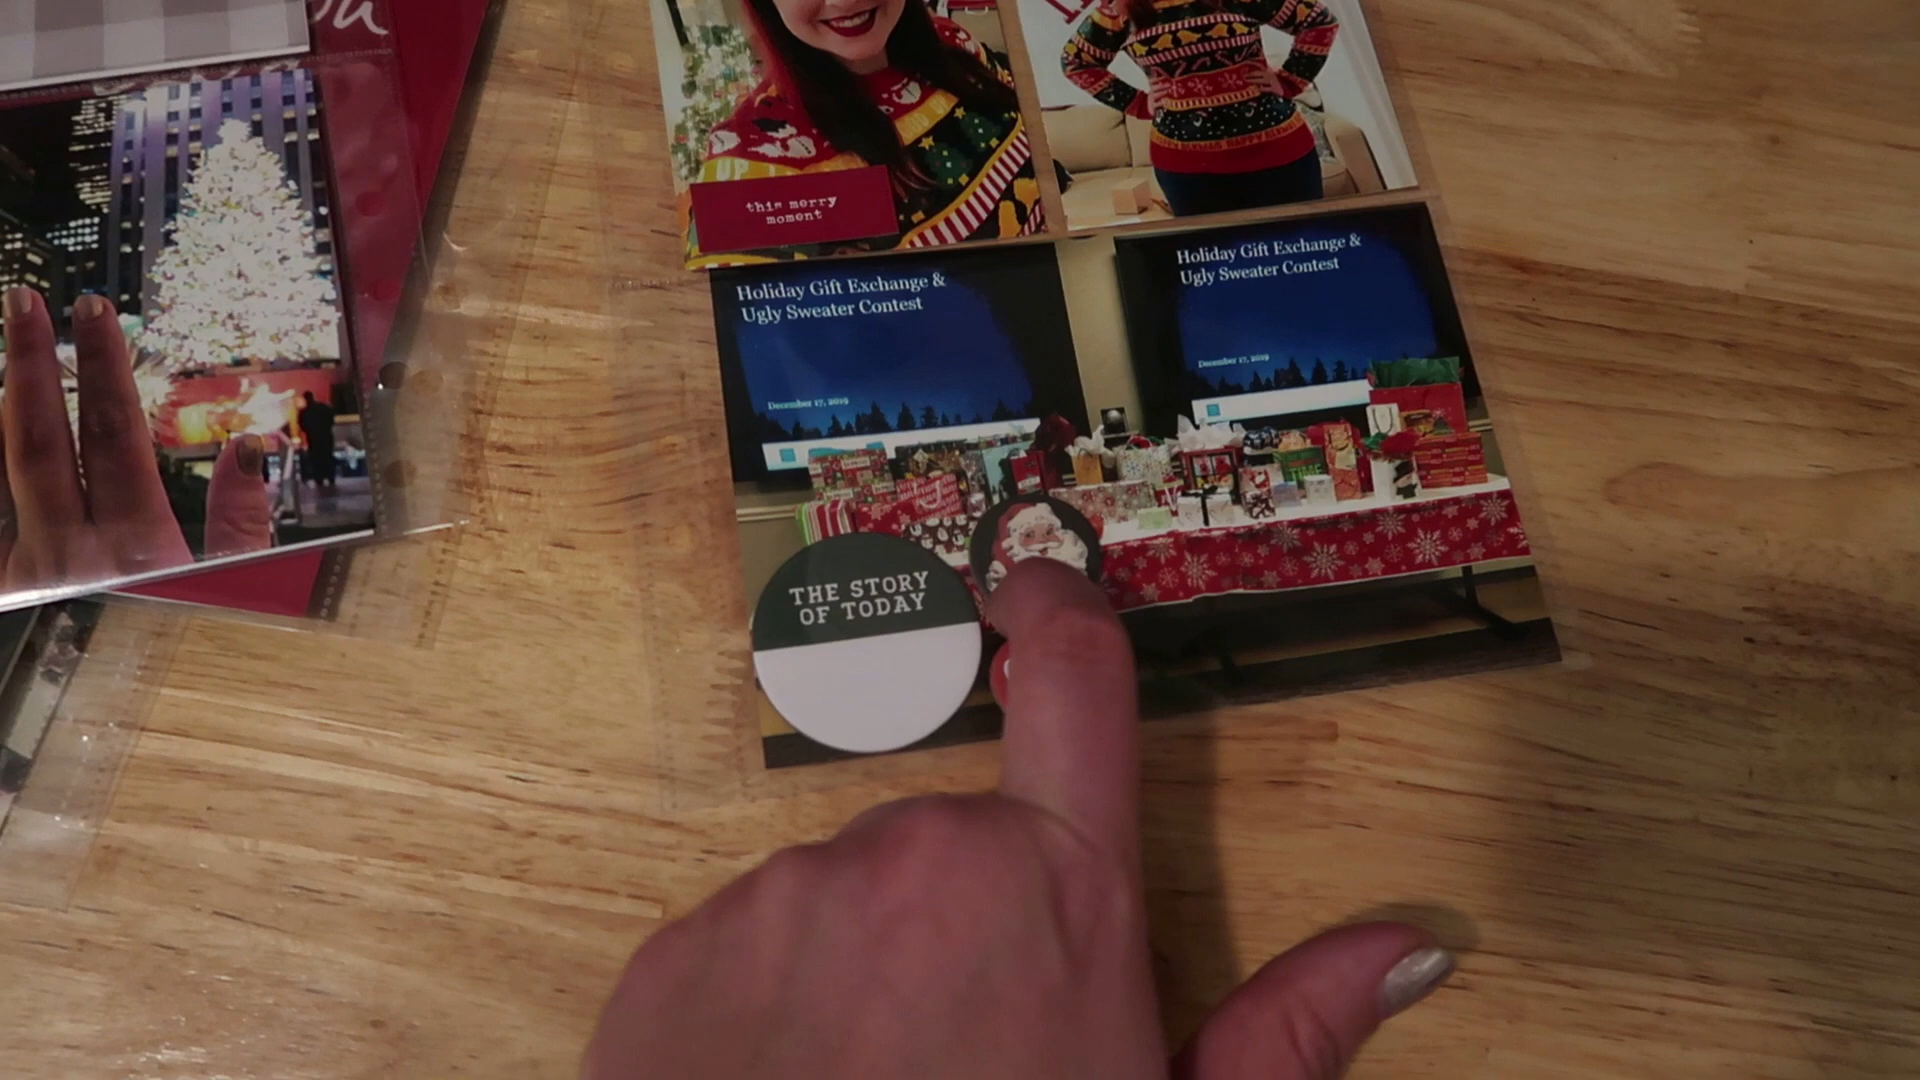 this merry
moment
Holiday Gift Exchange &
Ugly Sweater Contest
December 17, 2019
Holiday Gift Exchange &
Ugly Sweater Contest
December 17, 2019
TIME
THE STORY
OF TODAY